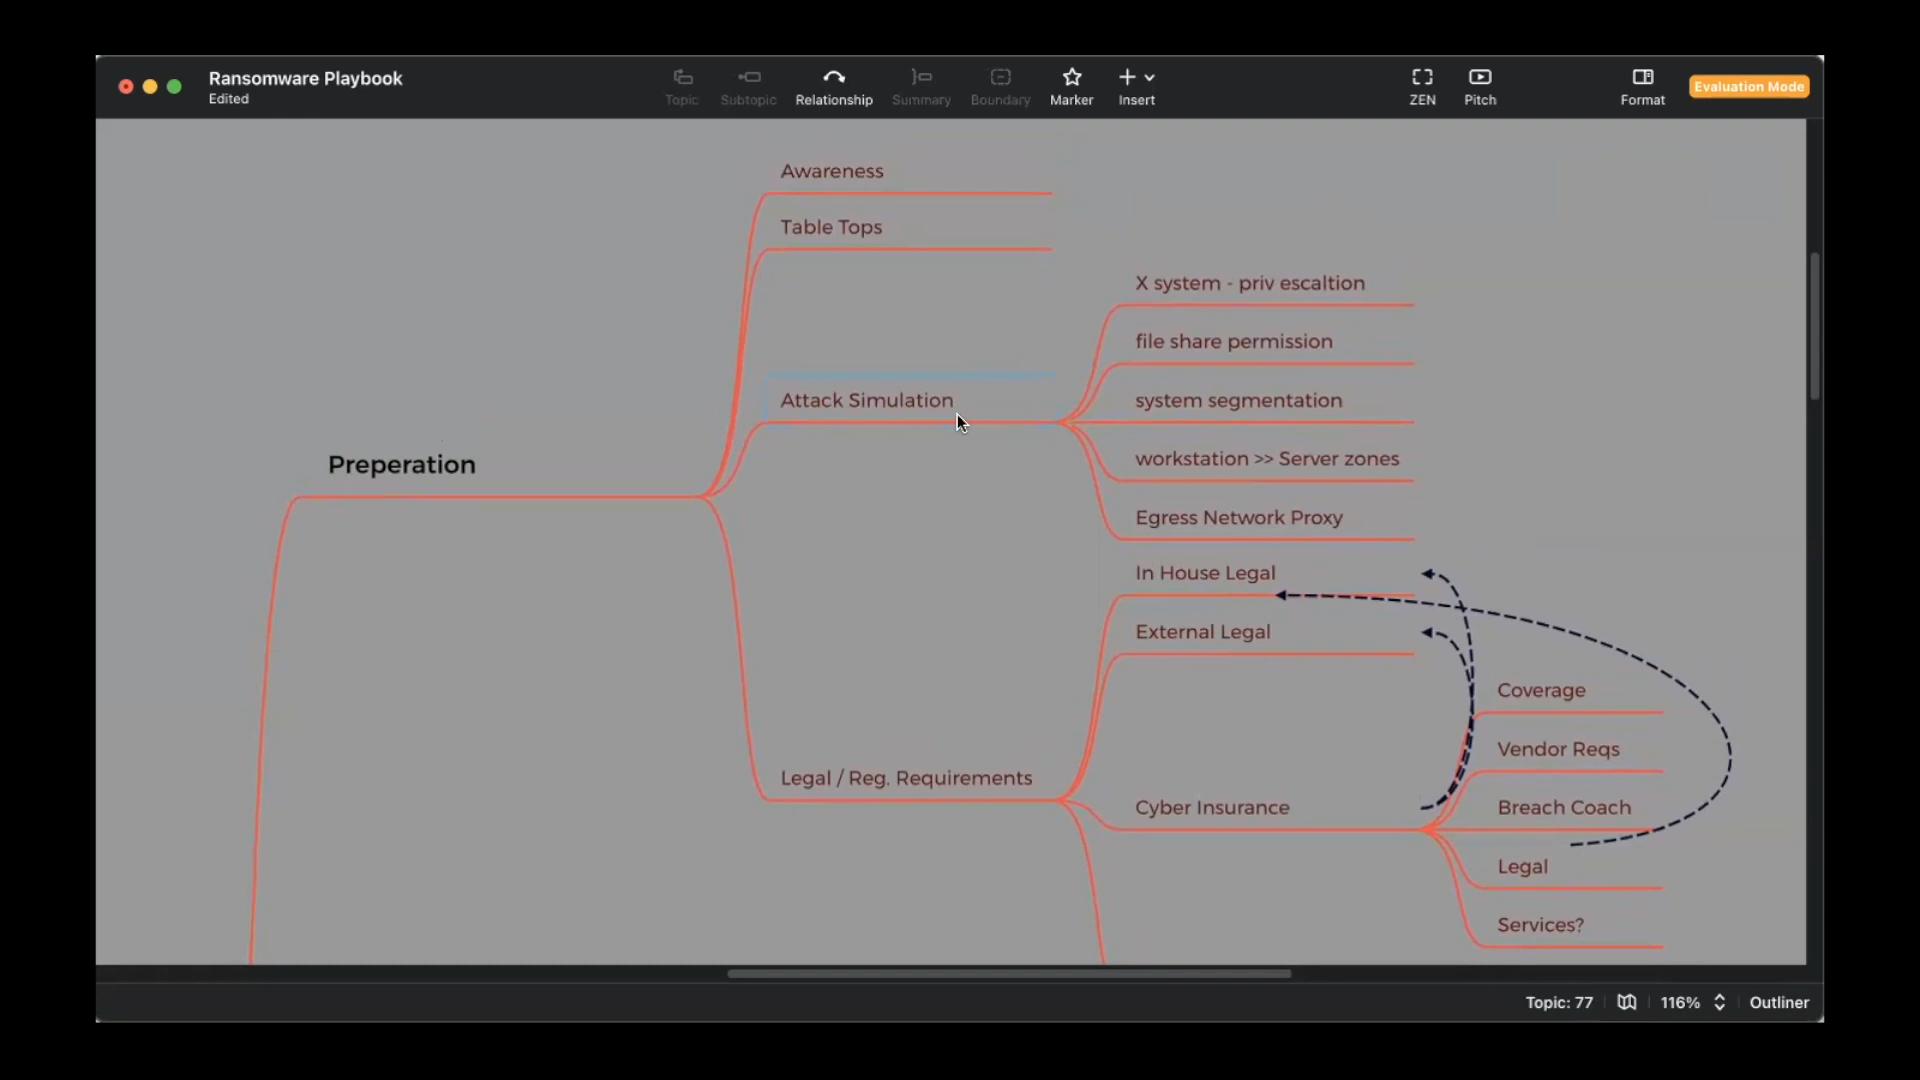 Ransomware Playbook
Edited
Topic
Subtopic
Relationship
Summary
Boundary
Marker
Insert
ZEN
Pitch
Format
Evaluation Mode
Awareness
Table Tops
X system - priv escaltion
file share permission
Attack Simulation
system segmentation
workstation >> Server zones
Preperation
Egress Network Proxy
In House Legal
External Legal
Coverage
Vendor Reqs
Legal / Reg. Requirements
Cyber Insurance
Breach Coach
Legal
Services?
Topic: 77
116%
Outliner